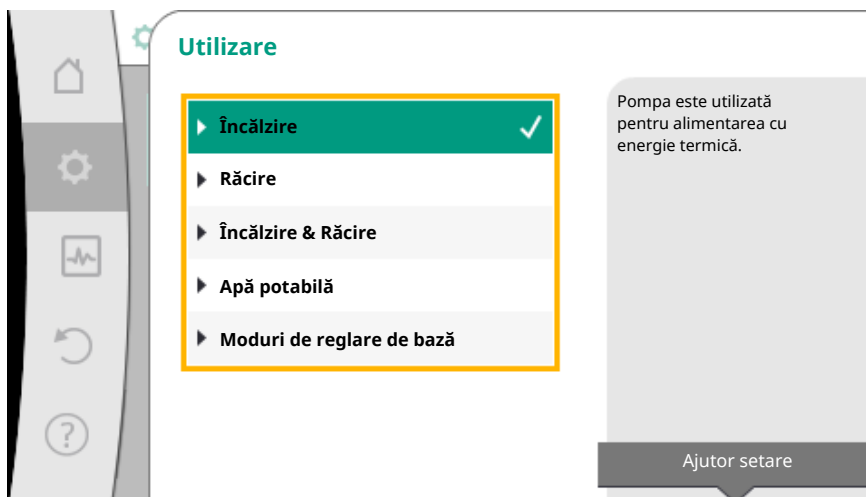 Utilizare
Încălzire
Răcire
Încălzire & Răcire
Apă potabilă
Moduri de reglare de bază
Pompa este utilizată
pentru alimentarea cu
energie termică.
Ajutor setare
?